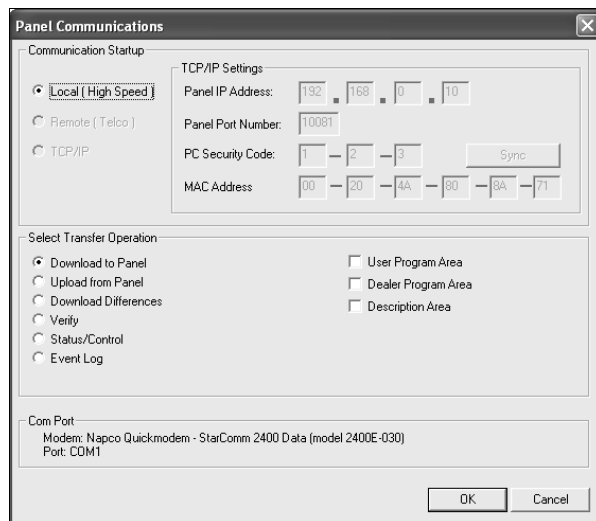 Panel Communications
Communication Startup
TCP/IP Settings
Local ( High Speed )
Panel IP Address: 192 . 168 . 0 . 10
Remote ( Telco )
Panel Port Number: 10081
TCP/IP
PC Security Code: 1 - 2 - 3 Sync
MAC Address 00 - 20 - 4A - 80 - 8A - 71
Select Transfer Operation
Download to Panel
User Program Area
Upload from Panel
Dealer Program Area
Download Differences
Description Area
Verify
Status/Control
Event Log
Com Port
Modem: Napco Quickmodem - StarComm 2400 Data (model 2400E-030)
Port: COM1
OK Cancel